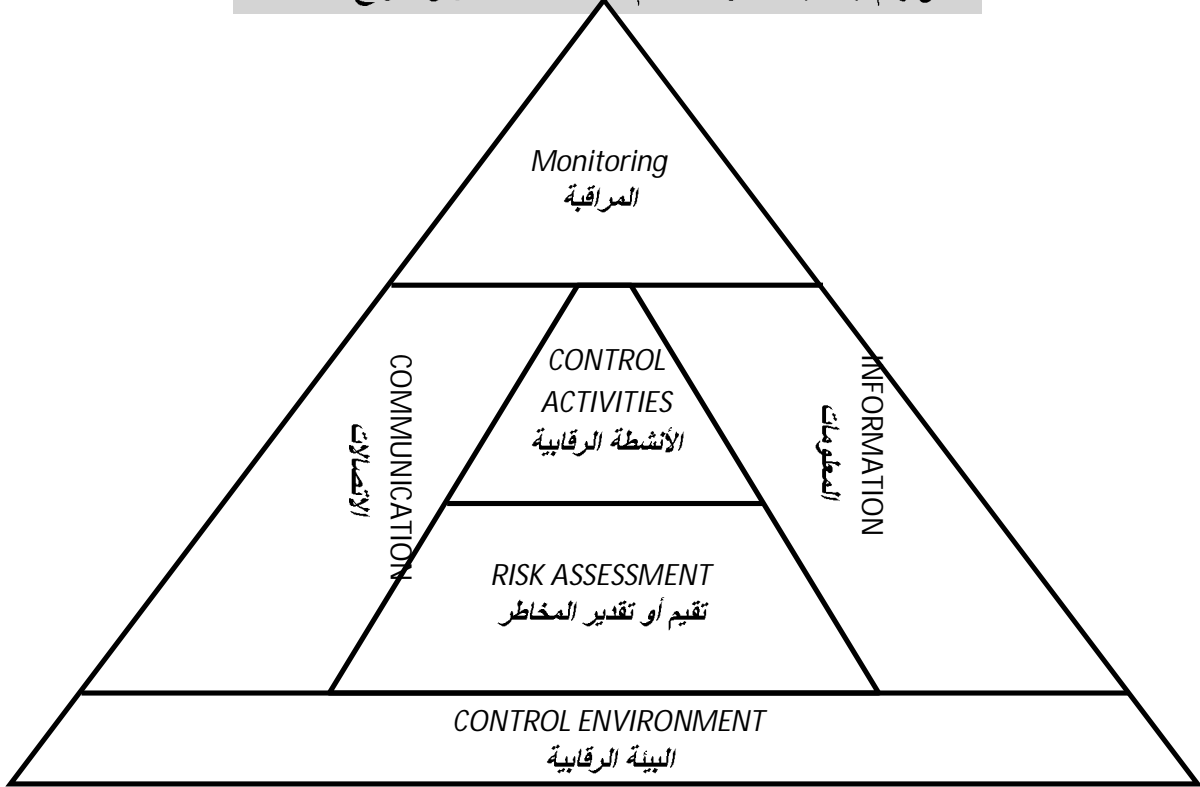 Monitoring
المراقبة
CONTROL
ACTIVITIES
الأنشطة الرقابية
COMMUNICATION
الاتصالات
INFORMATION
المعلومات
RISK ASSESSMENT
تقيم أو تقدير المخاطر
CONTROL ENVIRONMENT
البيئة الرقابية